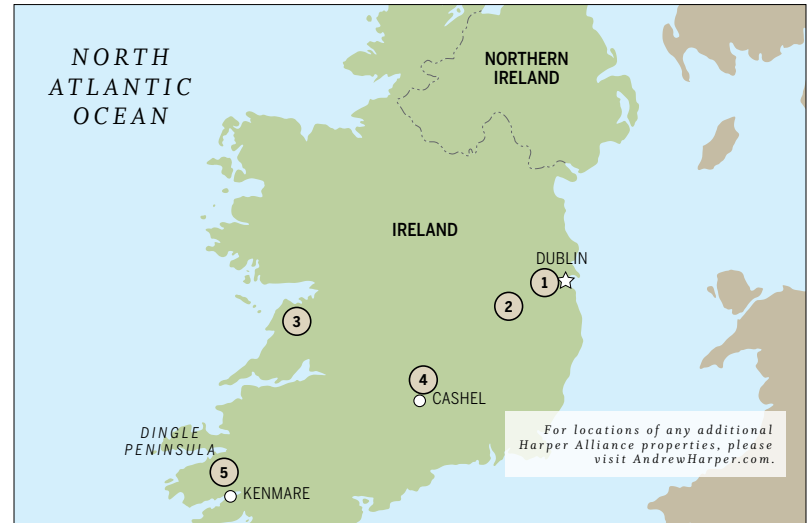 NORTH
ATLANTIC
OCEAN
NORTHERN
IRELAND
IRELAND
DUBLIN
1
2
3
4
CASHEL
For locations of any additional
Harper Alliance properties, please
visit AndrewHarper.com.
DINGLE
PENINSULA
5
KENMARE